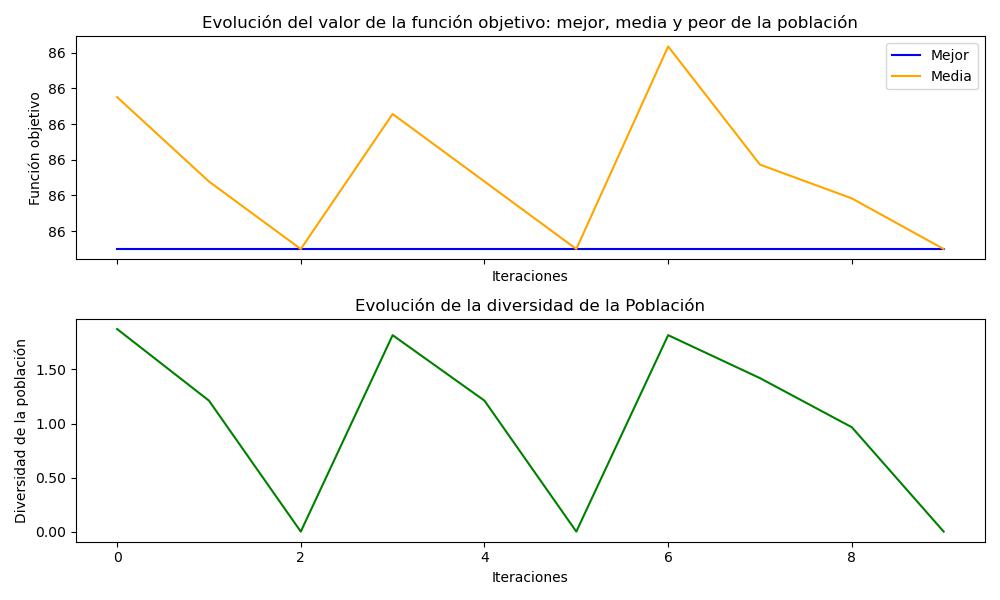 Evolución del valor de la función objetivo: mejor, media y peor de la población
86
86
86
86
86
86
Función objetivo
Mejor
Media
Iteraciones
Evolución de la diversidad de la Población
1.50
1.00
0.50
0.00
Diversidad de la población
0 2 4 6 8
Iteraciones